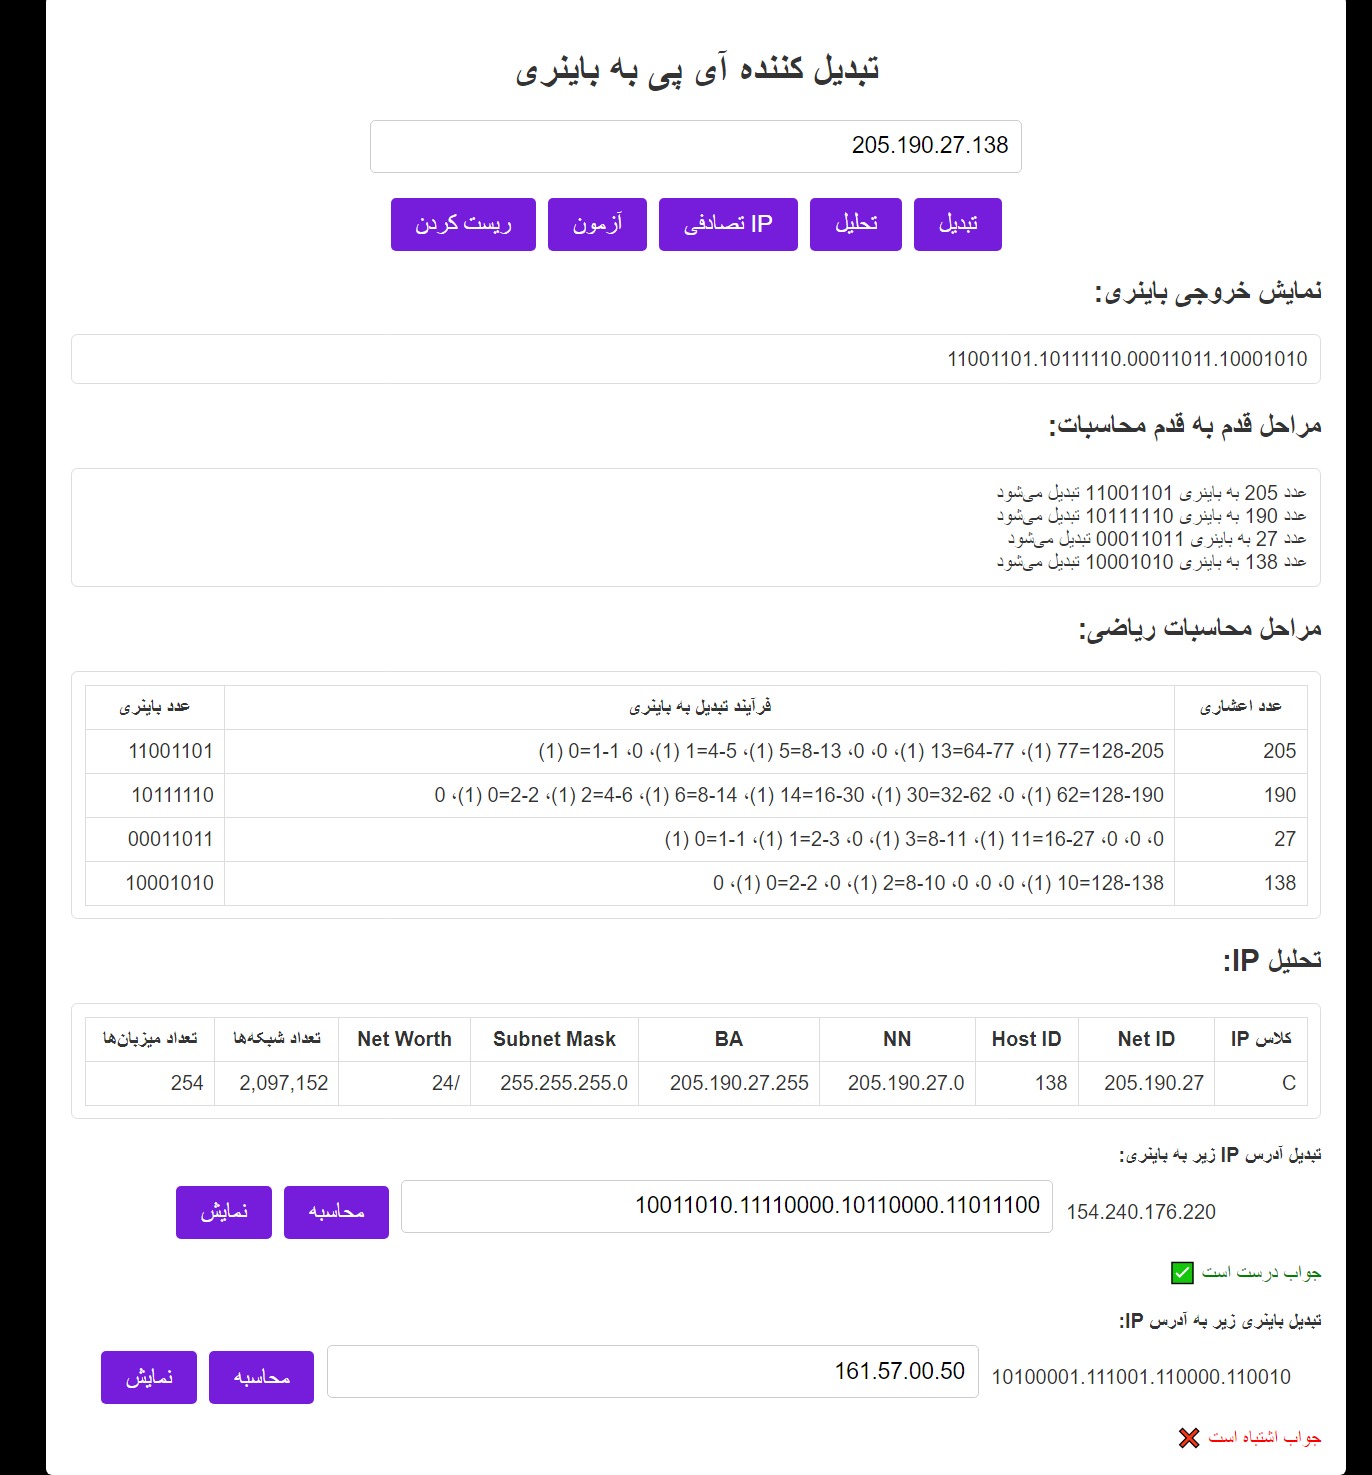 تبدیل کننده آی پی به باینری
205.190.27.138
تبدیل تحلیل IP تصادفی آزمون ریست کردن
نمایش خروجی باینری:
11001101.10111110.00011011.10001010
مراحل قدم به قدم محاسبات:
عدد 205 به باینری 11001101 تبدیل می‌شود
عدد 190 به باینری 10111110 تبدیل می‌شود
عدد 27 به باینری 00011011 تبدیل می‌شود
عدد 138 به باینری 10001010 تبدیل می‌شود
مراحل محاسبات ریاضی:
عدد اعشاری فرآیند تبدیل به باینری عدد باینری
205 128-205=77 (1)، 64-77=13 (1)، 0، 0، 8-13=5 (1)، 4-5=1 (1)، 0، 1-1=0 (1) 11001101
190 128-190=62 (1)، 0، 32-62=30 (1)، 16-30=14 (1)، 8-14=6 (1)، 4-6=2 (1)، 2-2=0 (1)، 0 10111110
27 0، 0، 0، 16-27=11 (1)، 8-11=3 (1)، 0، 2-3=1 (1)، 1-1=0 (1) 00011011
138 128-138=10 (1)، 0، 0، 0، 8-10=2 (1)، 0، 2-2=0 (1)، 0 10001010
تحلیل IP:
کلاس IP Net ID Host ID NN BA Subnet Mask Net Worth تعداد شبکه‌ها تعداد میزبان‌ها
C 205.190.27 138 205.190.27.0 205.190.27.255 255.255.255.0 /24 2,097,152 254
تبدیل آدرس IP زیر به باینری:
154.240.176.220 10011010.11110000.10110000.11011100 محاسبه نمایش
جواب درست است ✅
تبدیل باینری زیر به آدرس IP:
10100001.111001.110000.110010 161.57.00.50 محاسبه نمایش
جواب اشتباه است ❌